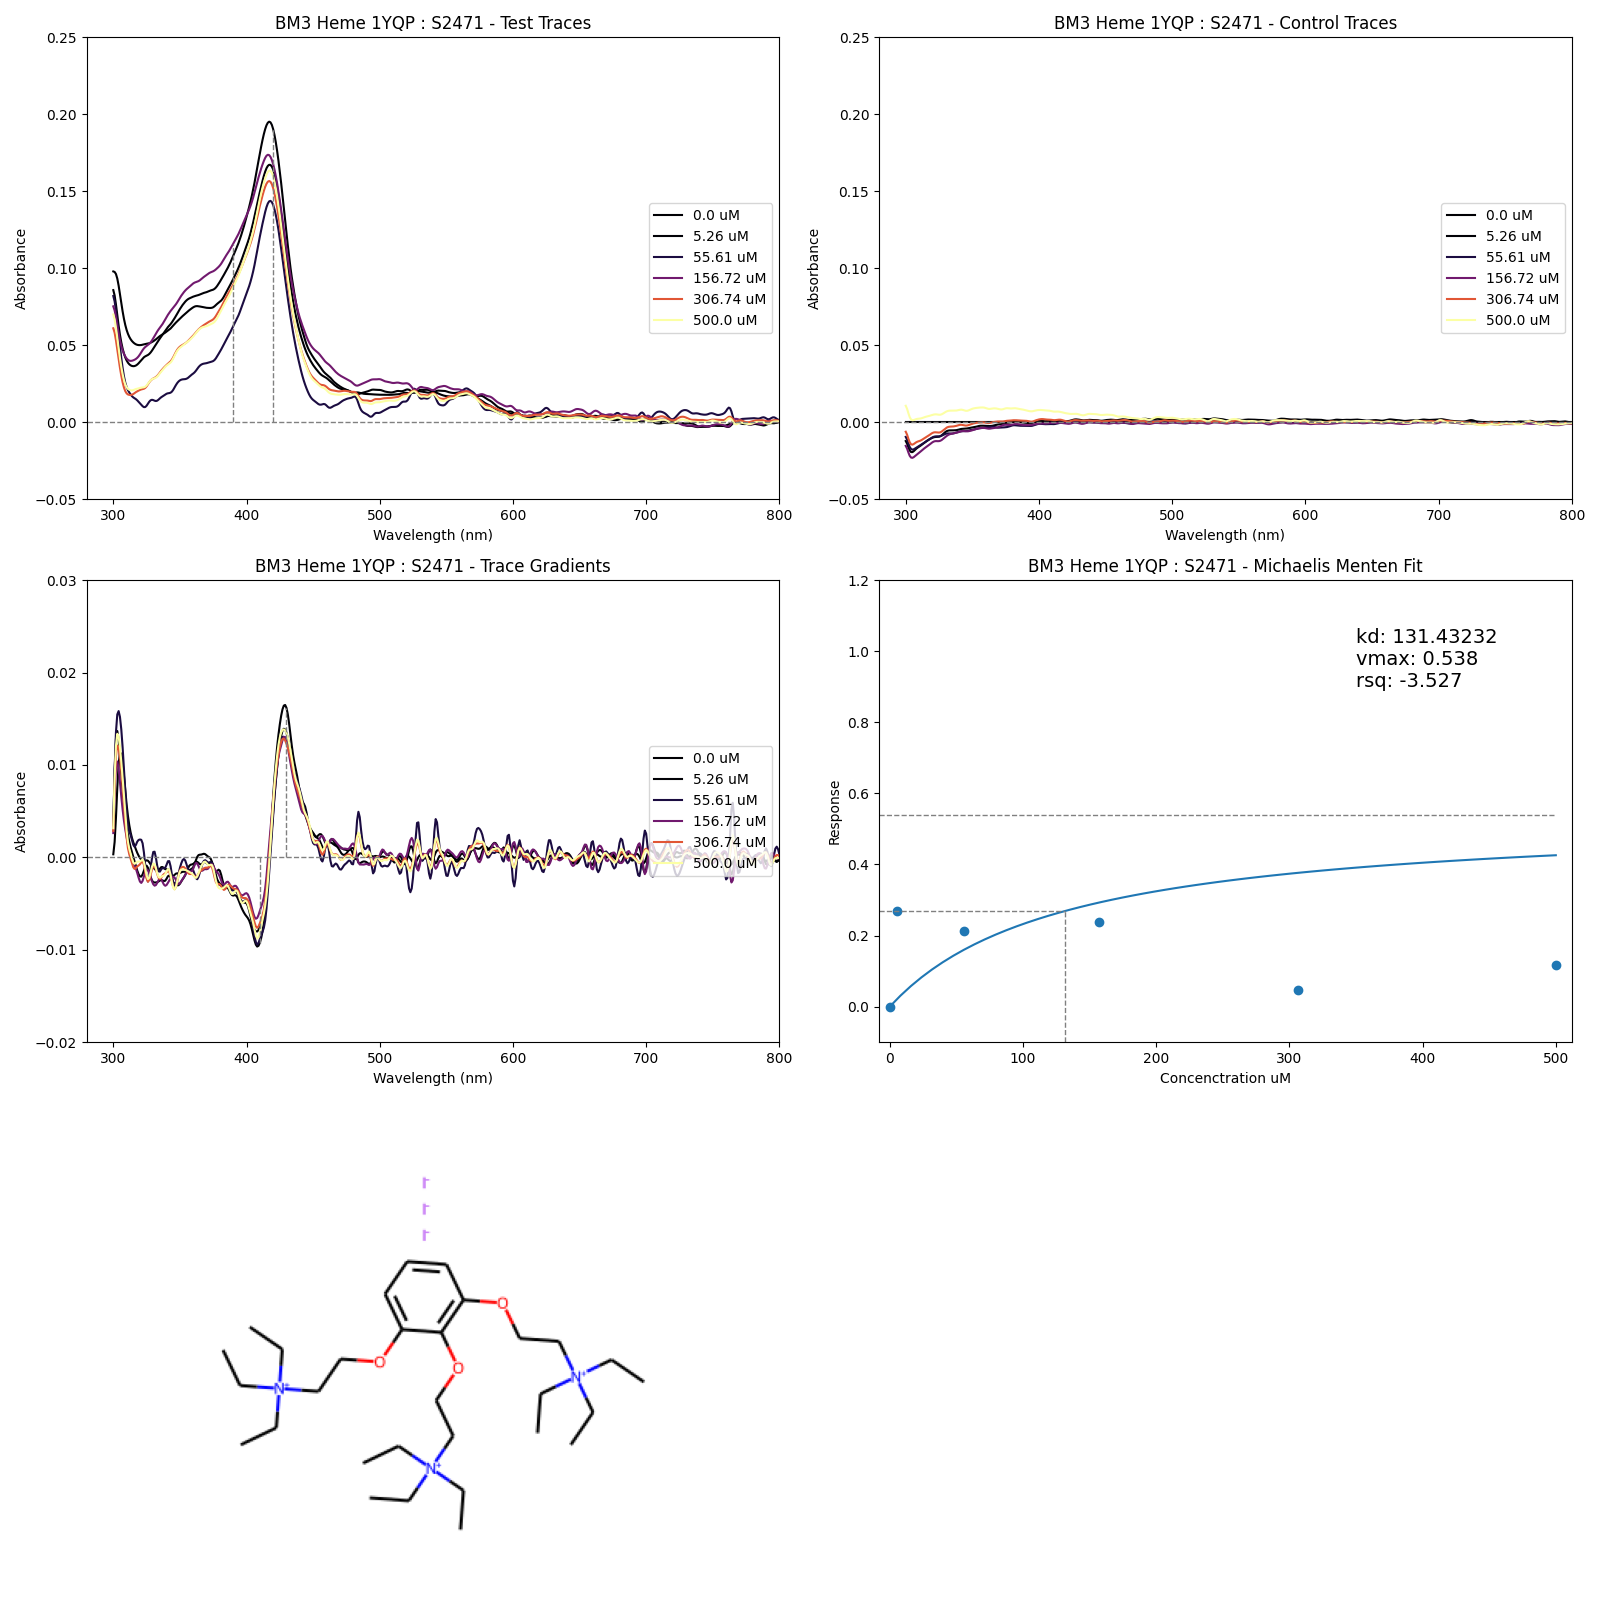 BM3 Heme 1YQP : S2471 - Test Traces
0.25
0.20
0.15
0.10
0.05
0.00
−0.05
Absorbance
300
400
500
600
700
800
Wavelength (nm)
0.0 uM
5.26 uM
55.61 uM
156.72 uM
306.74 uM
500.0 uM
BM3 Heme 1YQP : S2471 - Control Traces
0.25
0.20
0.15
0.10
0.05
0.00
−0.05
Absorbance
300
400
500
600
700
800
Wavelength (nm)
0.0 uM
5.26 uM
55.61 uM
156.72 uM
306.74 uM
500.0 uM
BM3 Heme 1YQP : S2471 - Trace Gradients
0.03
0.02
0.01
0.00
−0.01
−0.02
Absorbance
300
400
500
600
700
800
Wavelength (nm)
0.0 uM
5.26 uM
55.61 uM
156.72 uM
306.74 uM
500.0 uM
BM3 Heme 1YQP : S2471 - Michaelis Menten Fit
1.2
1.0
0.8
0.6
0.4
0.2
0.0
Response
kd: 131.43232
vmax: 0.538
rsq: -3.527
0
100
200
300
400
500
Concenctration uM
I⁻
I⁻
I⁻
O
O
O
N⁺
N⁺
N⁺